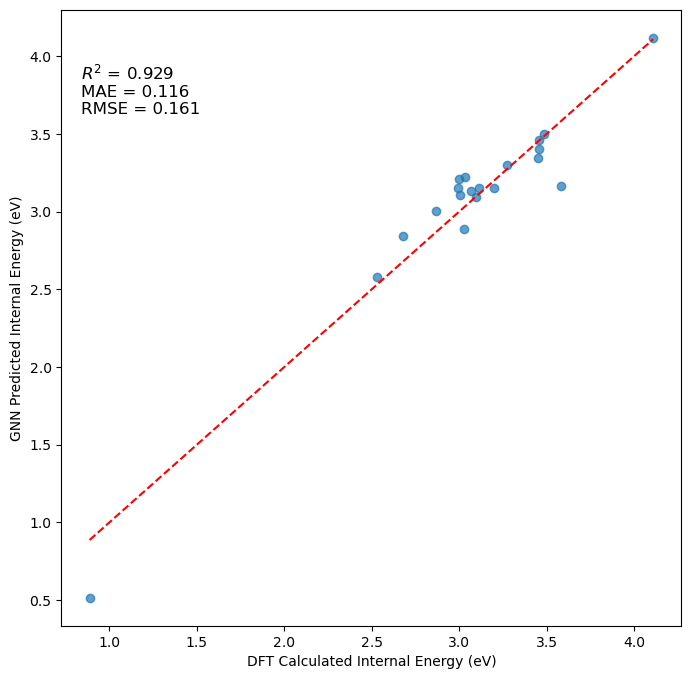 R² = 0.929
MAE = 0.116
RMSE = 0.161
GNN Predicted Internal Energy (eV)
4.0
3.5
3.0
2.5
2.0
1.5
1.0
0.5
1.0 1.5 2.0 2.5 3.0 3.5 4.0
DFT Calculated Internal Energy (eV)